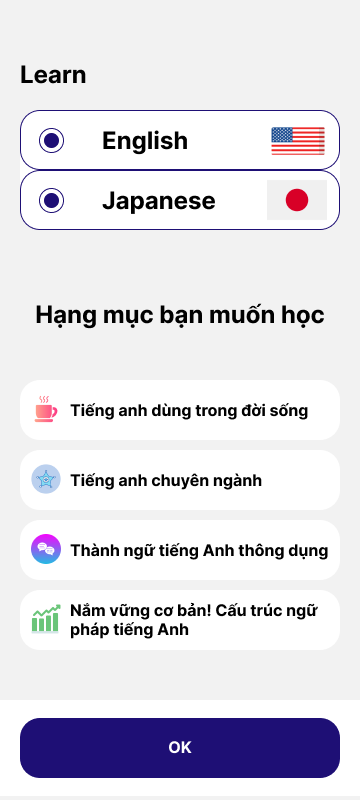 Learn
English
Japanese
Hạng mục bạn muốn học
Tiếng anh dùng trong đời sống
Tiếng anh chuyên ngành
Thành ngữ tiếng Anh thông dụng
Nắm vững cơ bản! Cấu trúc ngữ
pháp tiếng Anh
OK